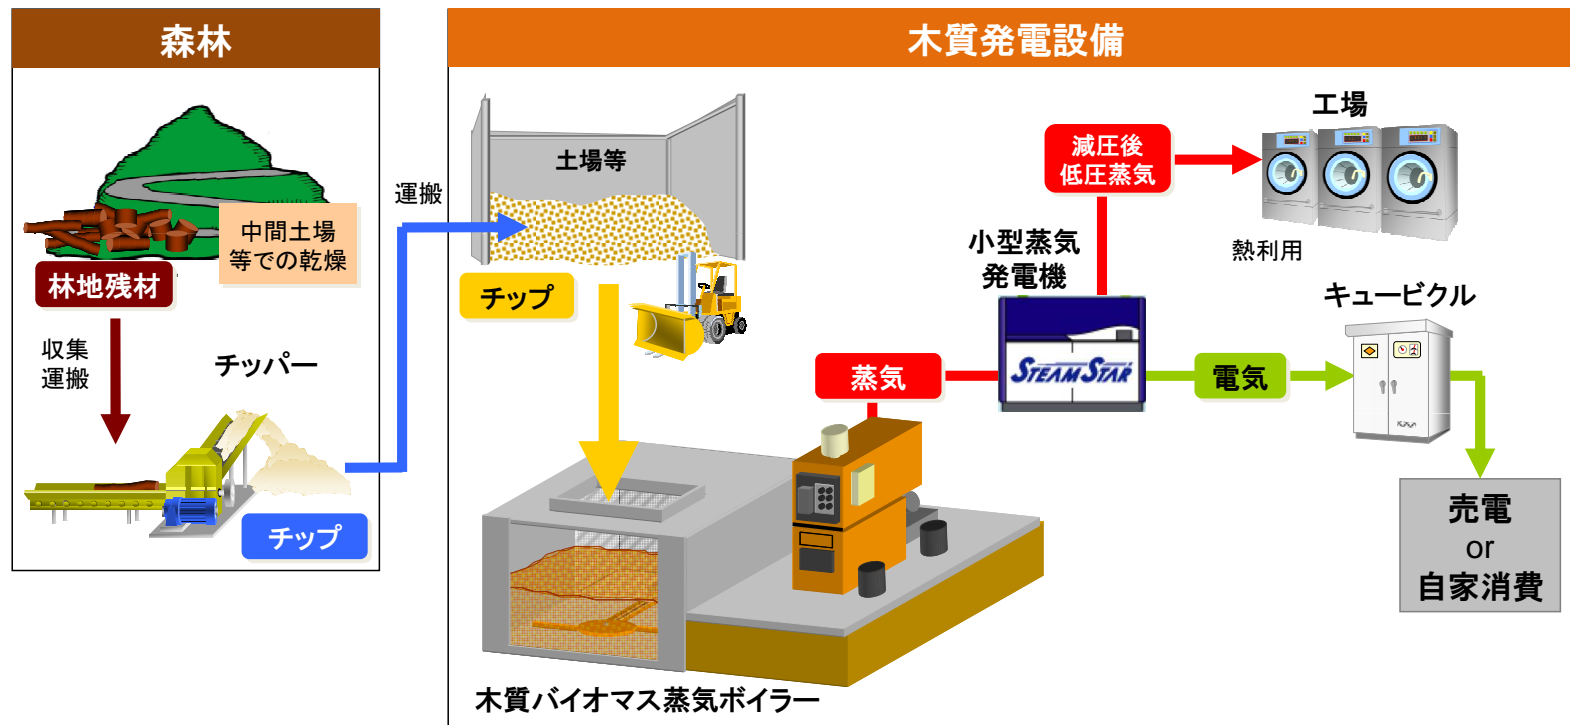 森林
中間土場
等での乾燥
林地残材
収集
運搬
チッパー
チップ
運搬
木質発電設備
土場等
チップ
木質バイオマス蒸気ボイラー
蒸気
小型蒸気
発電機
STEAM STAR
減圧後
低圧蒸気
工場
熱利用
電気
キュービクル
売電
or
自家消費